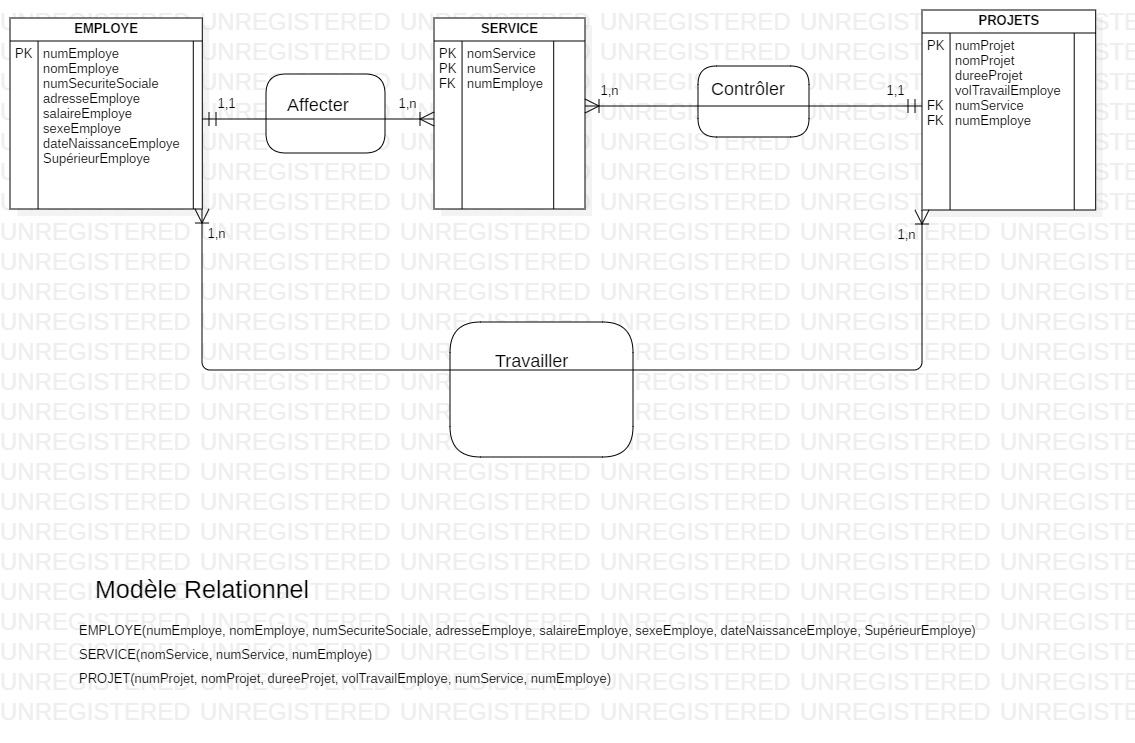 EMPLOYE
PK numEmploye
nomEmploye
numSecuriteSociale
adresseEmploye
salaireEmploye
sexeEmploye
dateNaissanceEmploye
SupérieurEmploye
1,1
Affecter
1,n
SERVICE
PK nomService
PK numService
FK numEmploye
1,n
Contrôler
1,1
PROJETS
PK numProjet
nomProjet
dureeProjet
volTravailEmploye
FK numService
FK numEmploye
1,n
1,n
Travailler
Modèle Relationnel
EMPLOYE(numEmploye, nomEmploye, numSecuriteSociale, adresseEmploye, salaireEmploye, sexeEmploye, dateNaissanceEmploye, SupérieurEmploye)
SERVICE(nomService, numService, numEmploye)
PROJET(numProjet, nomProjet, dureeProjet, volTravailEmploye, numService, numEmploye)
UNREGISTERED